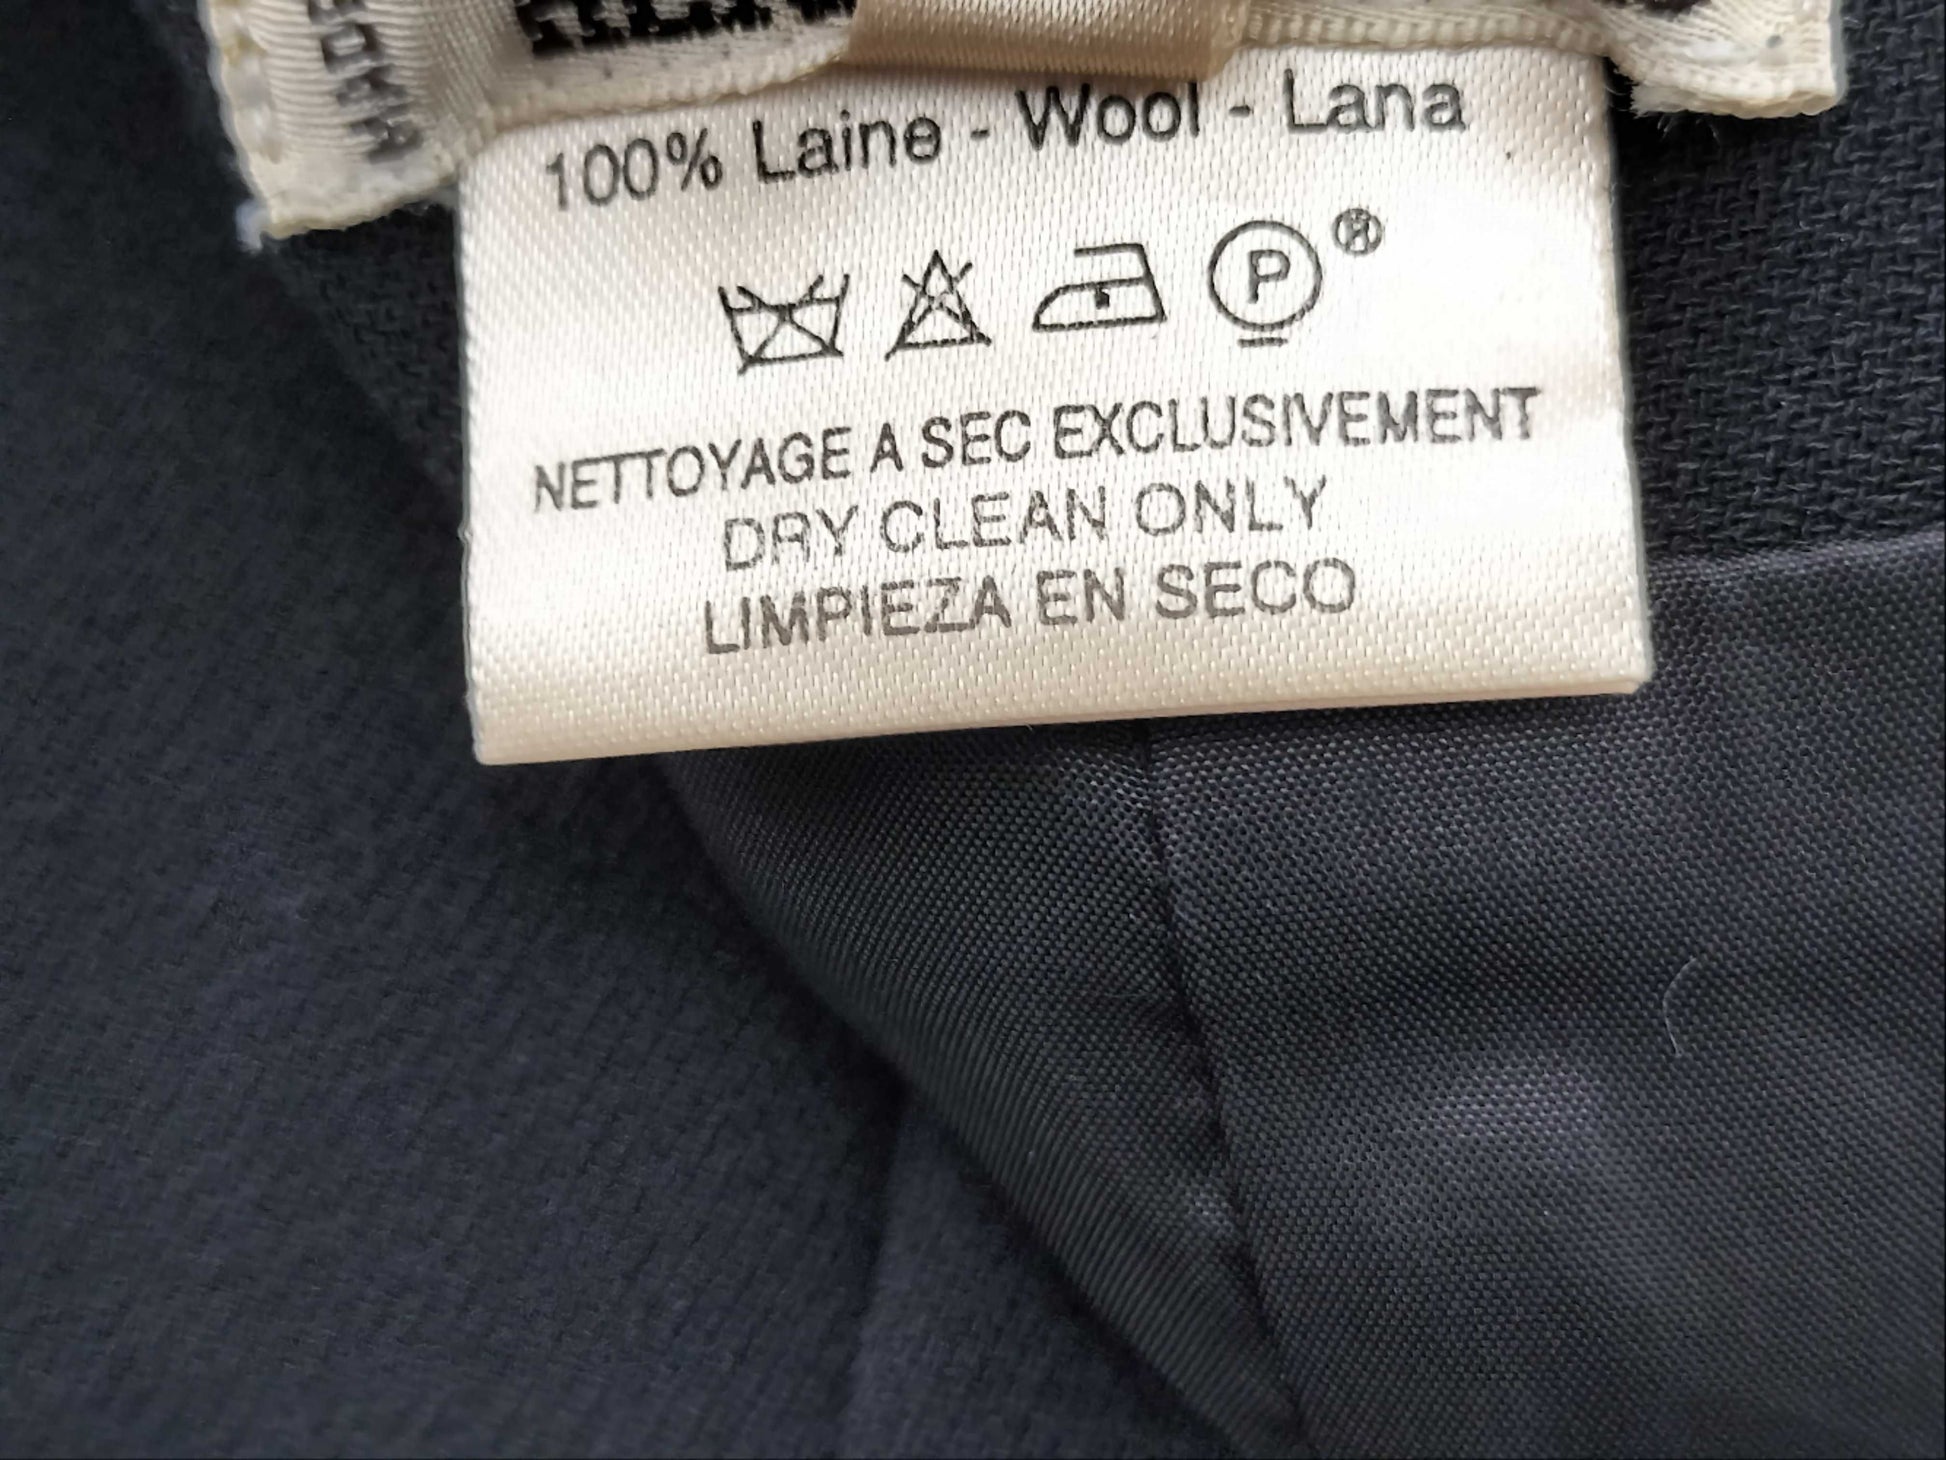 100% Laine - Wool - Lana
P ®
NETTOYAGE A SEC EXCLUSIVEMENT
DRY CLEAN ONLY
LIMPIEZA EN SECO